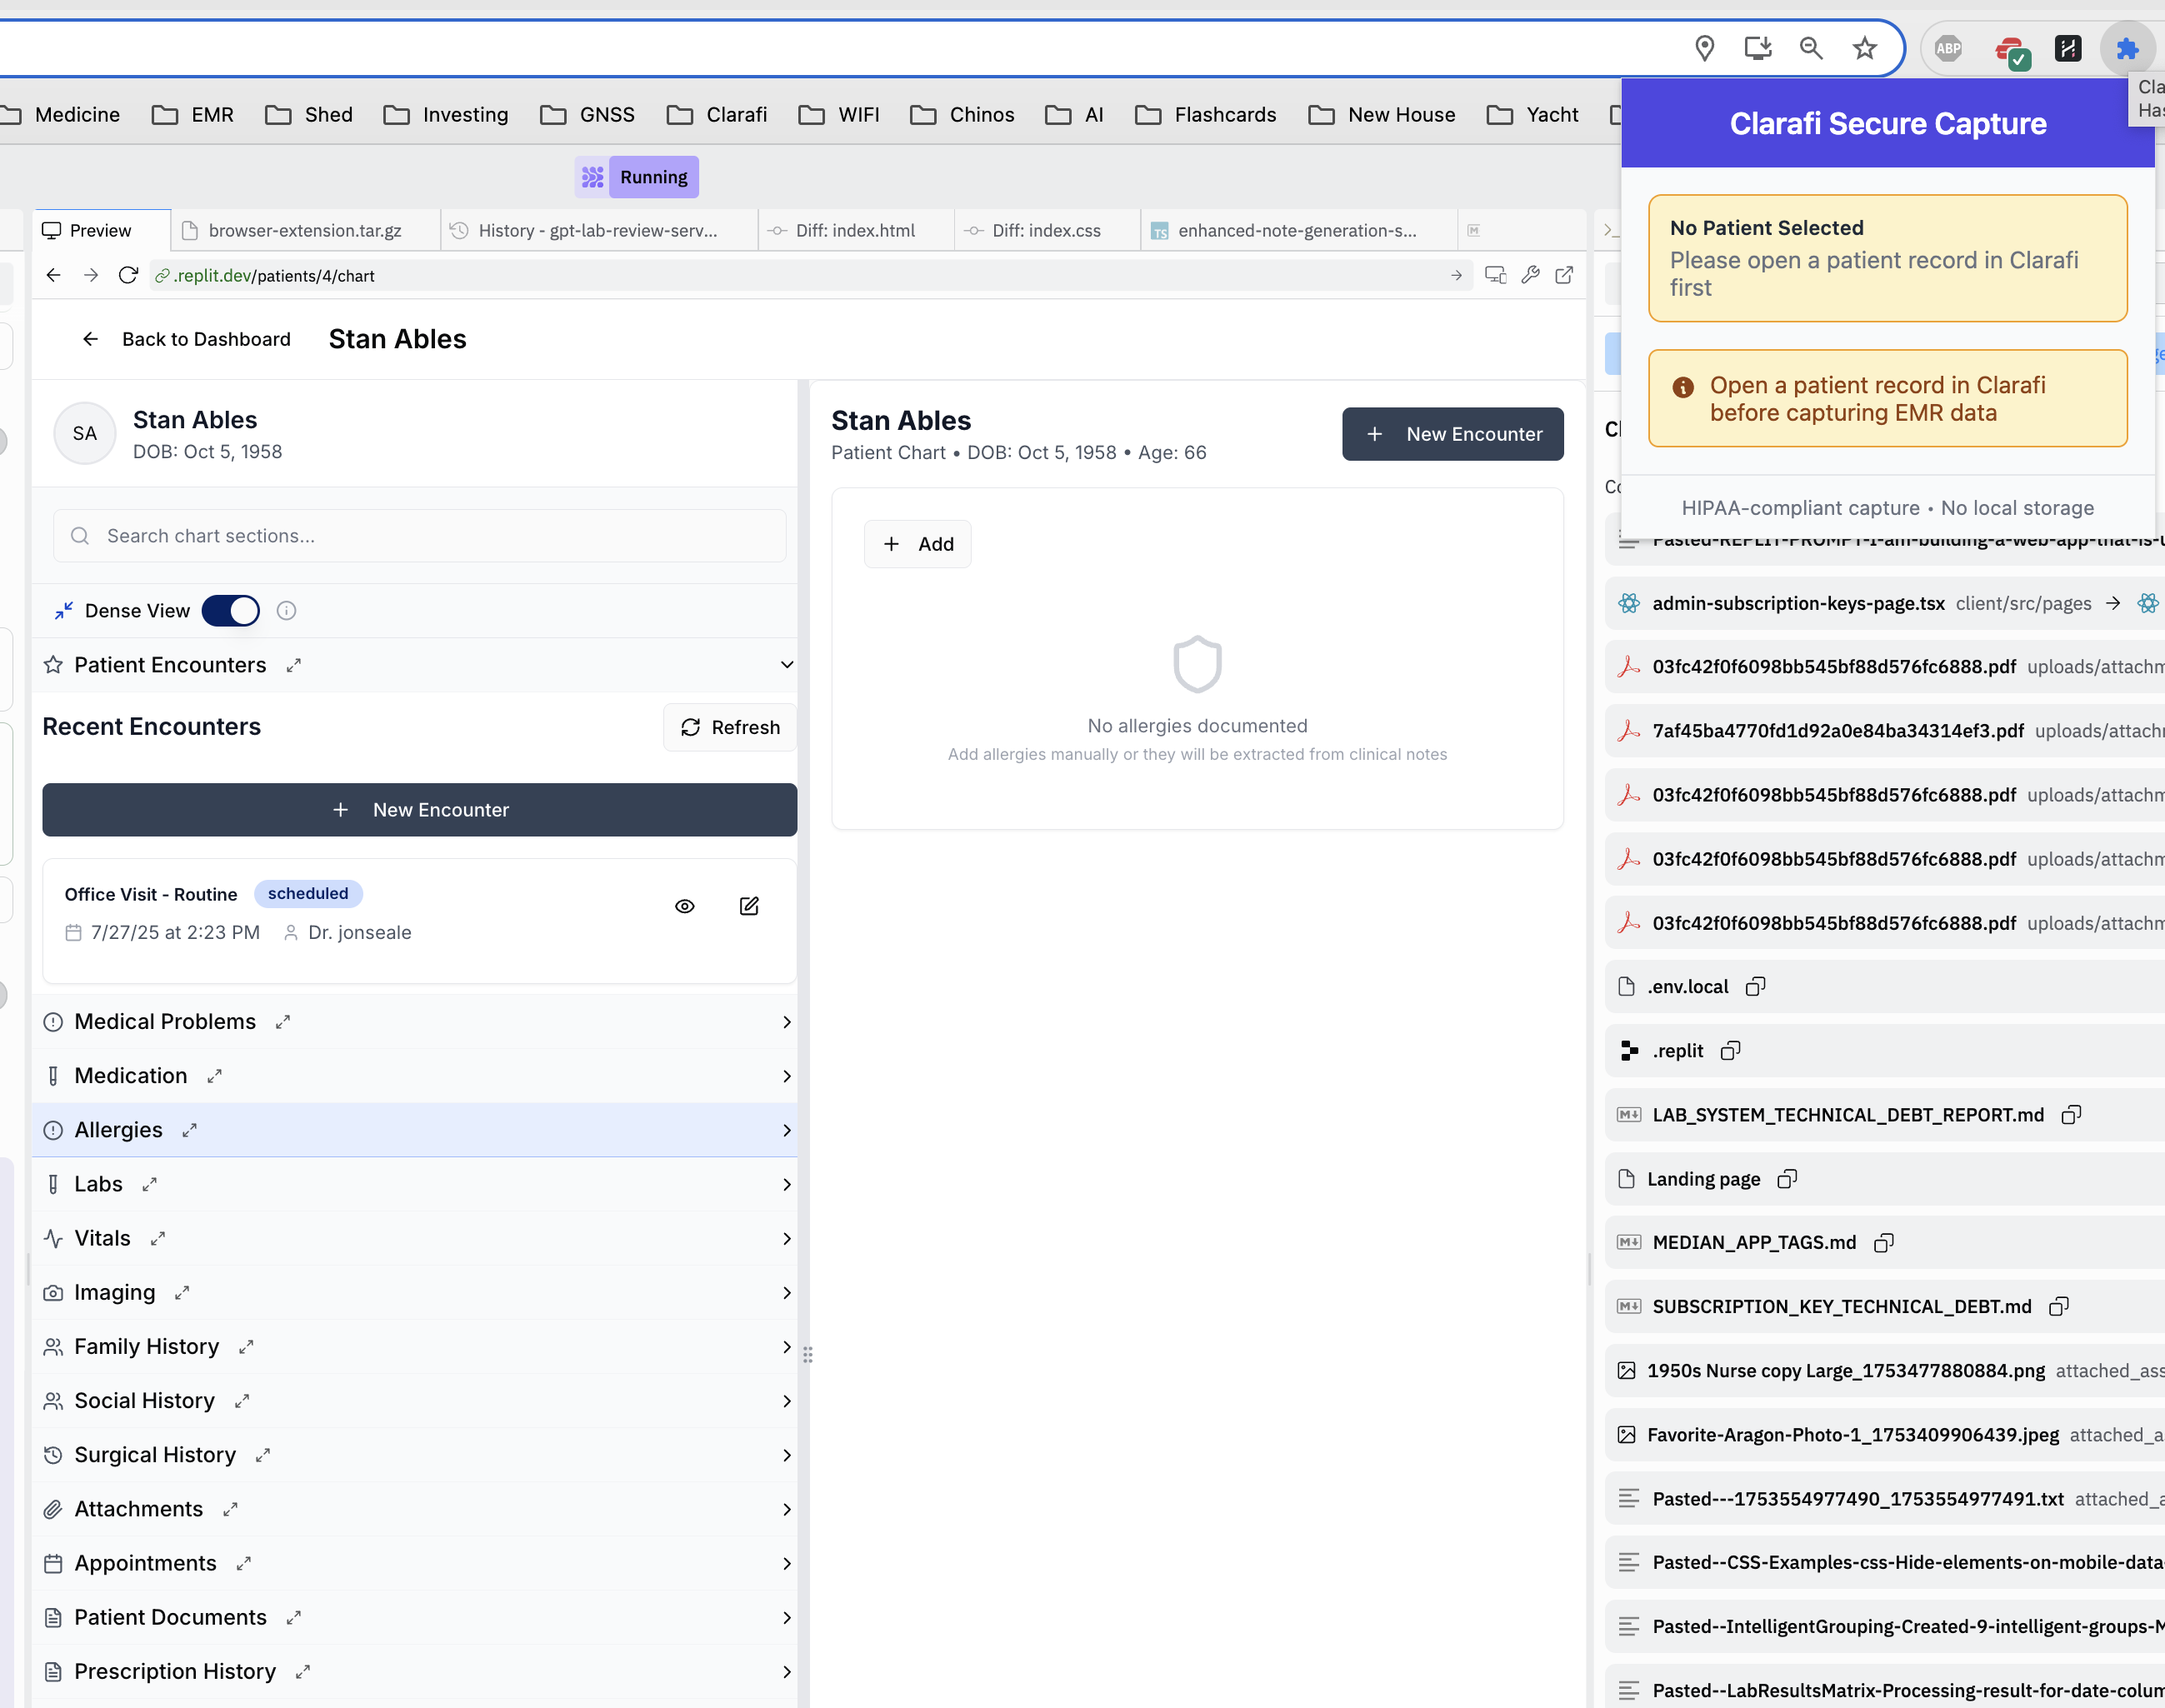 ABP
Medicine
EMR
Shed
Investing
GNSS
Clarafi
WIFI
Chinos
AI
Flashcards
New House
Yacht
Clarafi Secure Capture
Cla
Has
Running
No Patient Selected
Please open a patient record in Clarafi
first
Open a patient record in Clarafi
before capturing EMR data
HIPAA-compliant capture • No local storage
Preview
browser-extension.tar.gz
History - gpt-lab-review-serv...
Diff: index.html
Diff: index.css
TS
enhanced-note-generation-s...
.replit.dev/patients/4/chart
Back to Dashboard
Stan Ables
SA
Stan Ables
DOB: Oct 5, 1958
Search chart sections...
Dense View
Patient Encounters
Recent Encounters
Refresh
New Encounter
Office Visit - Routine
scheduled
7/27/25 at 2:23 PM
Dr. jonseale
Medical Problems
Medication
Allergies
Labs
Vitals
Imaging
Family History
Social History
Surgical History
Attachments
Appointments
Patient Documents
Prescription History
Stan Ables
Patient Chart • DOB: Oct 5, 1958 • Age: 66
New Encounter
Add
No allergies documented
Add allergies manually or they will be extracted from clinical notes
Pasted-REPLIT-PROMPT-I-am-building-a-web-app-that-is-u
admin-subscription-keys-page.tsx client/src/pages
03fc42f0f6098bb545bf88d576fc6888.pdf uploads/attachm
7af45ba4770fd1d92a0e84ba34314ef3.pdf uploads/attachm
03fc42f0f6098bb545bf88d576fc6888.pdf uploads/attachm
03fc42f0f6098bb545bf88d576fc6888.pdf uploads/attachm
03fc42f0f6098bb545bf88d576fc6888.pdf uploads/attachm
.env.local
.replit
LAB_SYSTEM_TECHNICAL_DEBT_REPORT.md
Landing page
MEDIAN_APP_TAGS.md
SUBSCRIPTION_KEY_TECHNICAL_DEBT.md
1950s Nurse copy Large_1753477880884.png attached_ass
Favorite-Aragon-Photo-1_1753409906439.jpeg attached_a
Pasted---1753554977490_1753554977491.txt attached_a
Pasted--CSS-Examples-css-Hide-elements-on-mobile-data-
Pasted--IntelligentGrouping-Created-9-intelligent-groups-M
Pasted--LabResultsMatrix-Processing-result-for-date-colum